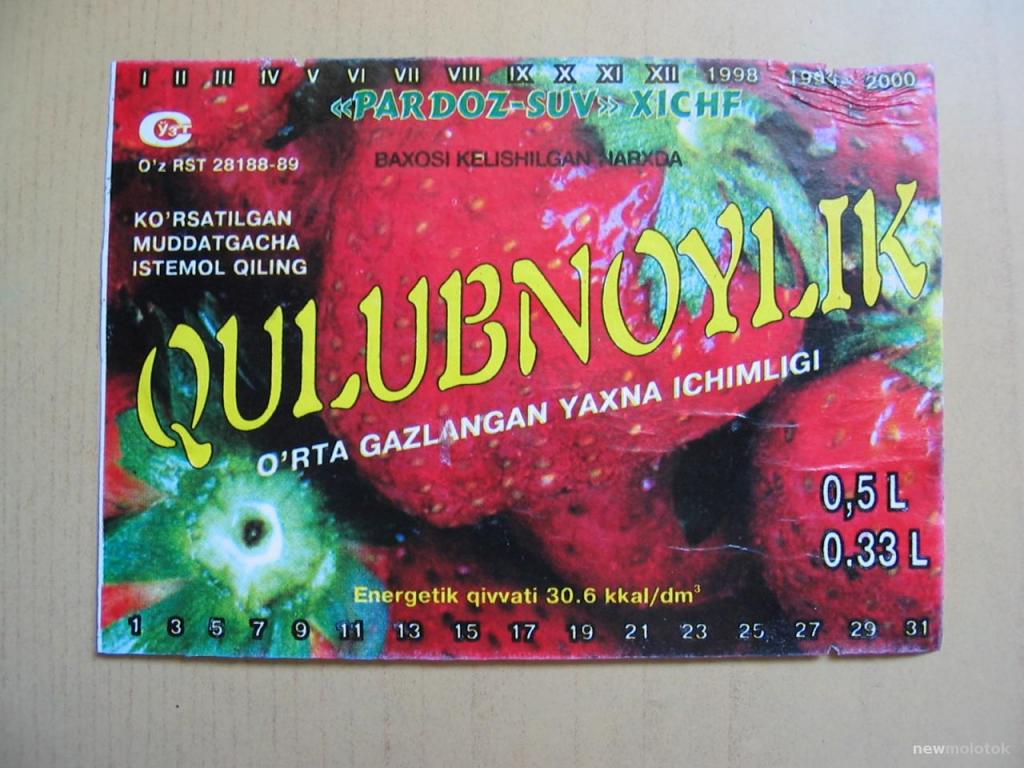 I II III IV V VI VII VIII IX X XI XII 1998 1999 2000
«PARDOZ-SUV» XICHF
ЎзТ
O'z RST 28188-89
BAXOSI KELISHILGAN NARXDA
KO'RSATILGAN
MUDDATGACHA
ISTEMOL QILING
QULUBNOYLIK
O'RTA GAZLANGAN YAXNA ICHIMLIGI
0,5 L
0.33 L
Energetik qivvati 30.6 kkal/dm³
1 3 5 7 9 11 13 15 17 19 21 23 25 27 29 31
newmolotok